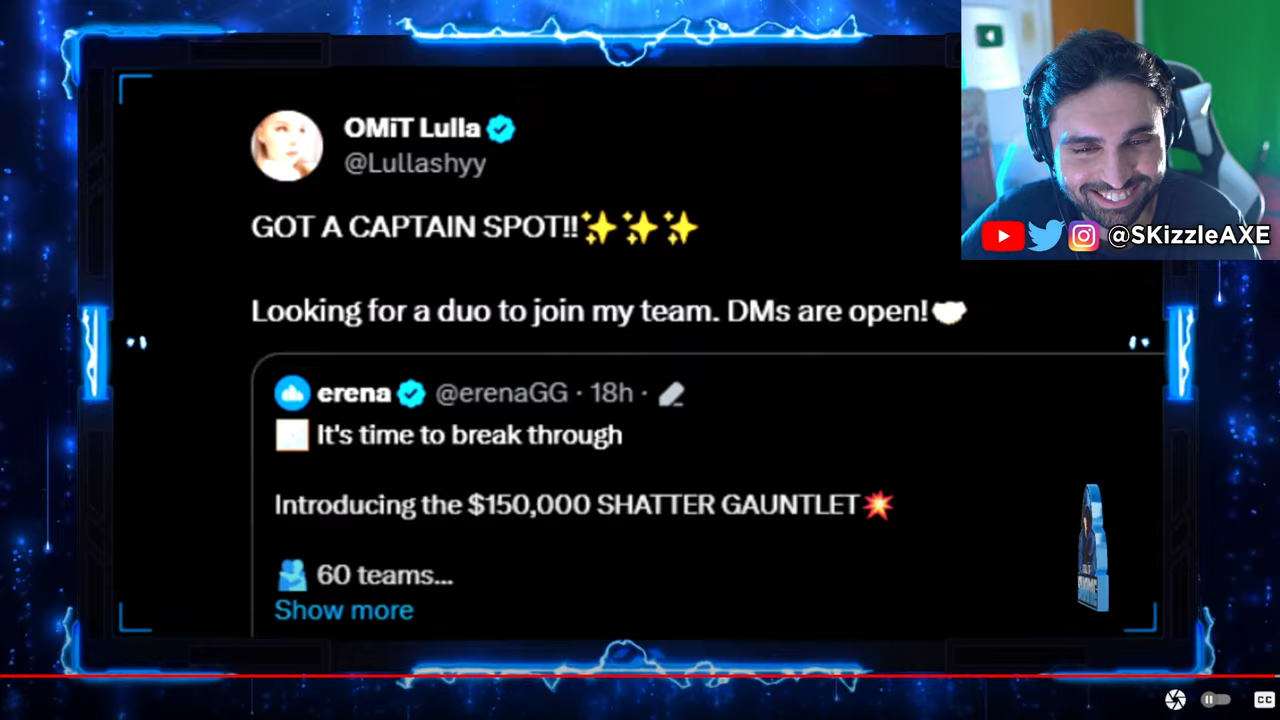 OMiT Lulla
@Lullashyy
GOT A CAPTAIN SPOT!!✨✨✨
Looking for a duo to join my team. DMs are open!
erena @erenaGG · 18h ·
It's time to break through
Introducing the $150,000 SHATTER GAUNTLET💥
60 teams...
Show more
@SKizzleAXE
CC